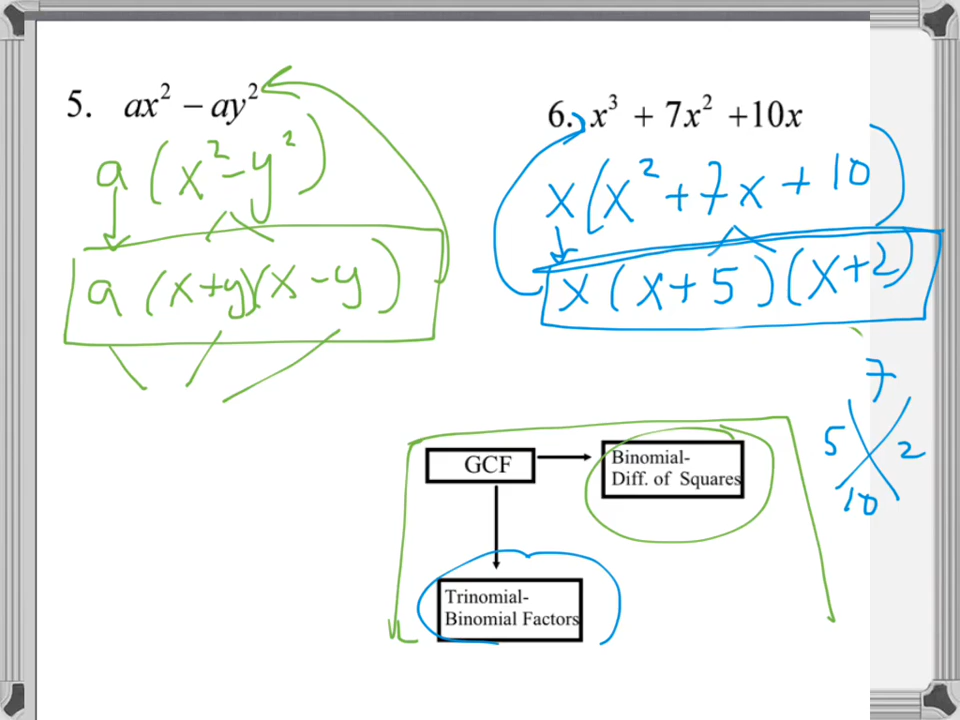 5. ax² − ay²
a (x² − y²)
a (x+y)(x−y)
6. x³ + 7x² +10x
x(x² + 7x + 10)
x (x+5)(x+2)
7
5 2
10
GCF
Binomial-
Diff. of Squares
Trinomial-
Binomial Factors